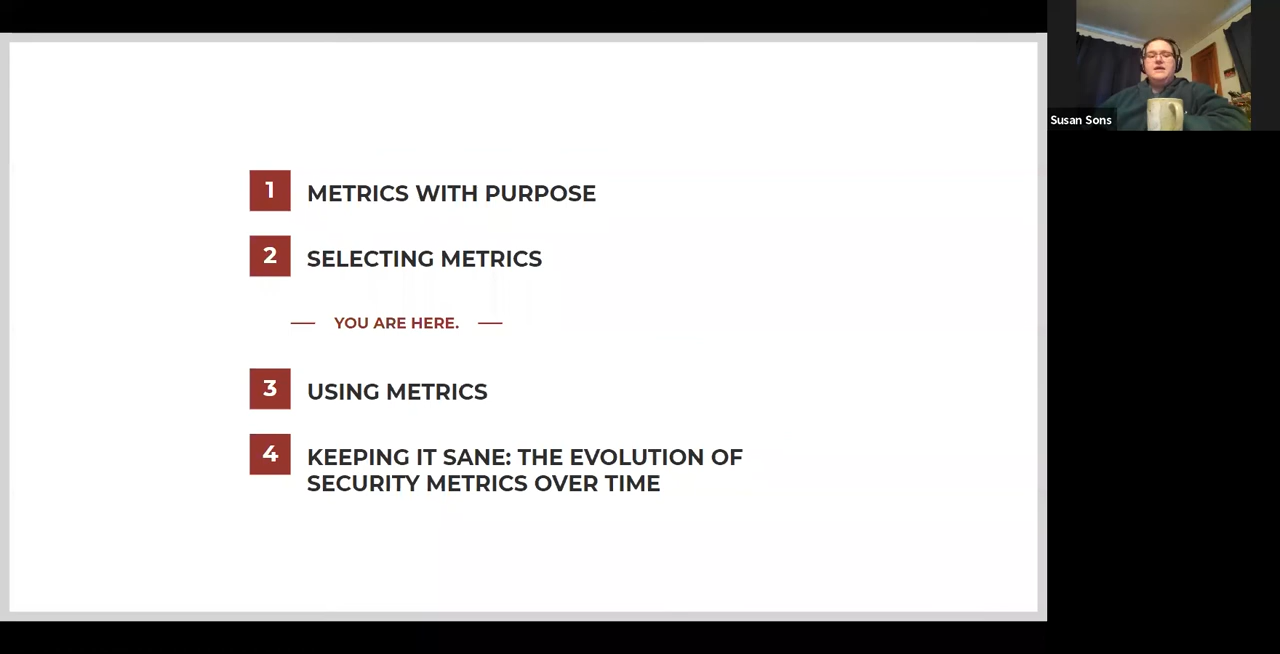 1 METRICS WITH PURPOSE
2 SELECTING METRICS
YOU ARE HERE.
3 USING METRICS
4 KEEPING IT SANE: THE EVOLUTION OF
SECURITY METRICS OVER TIME
Susan Sons